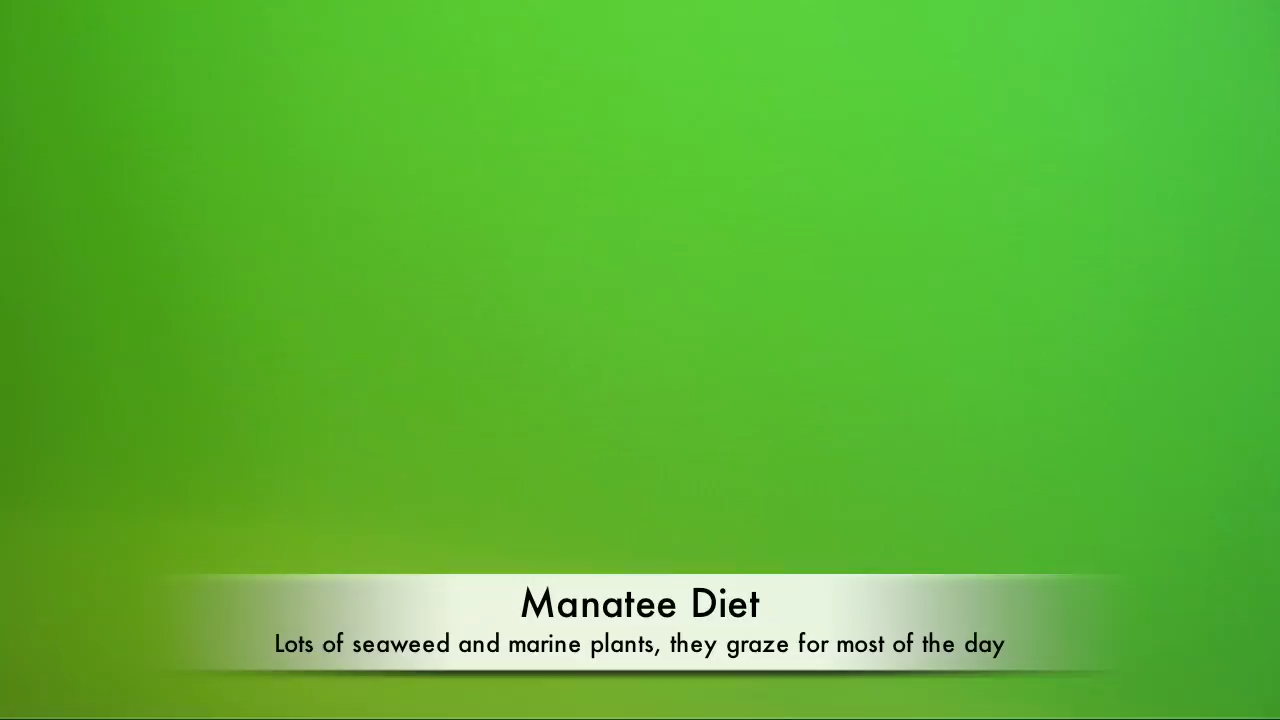 Manatee Diet
Lots of seaweed and marine plants, they graze for most of the day